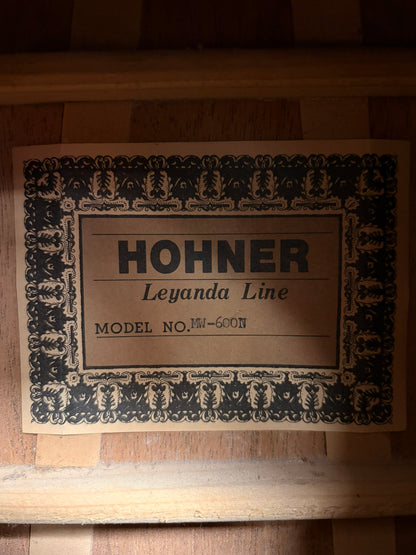 HOHNER
Leyanda Line
MODEL NO. MW-600N